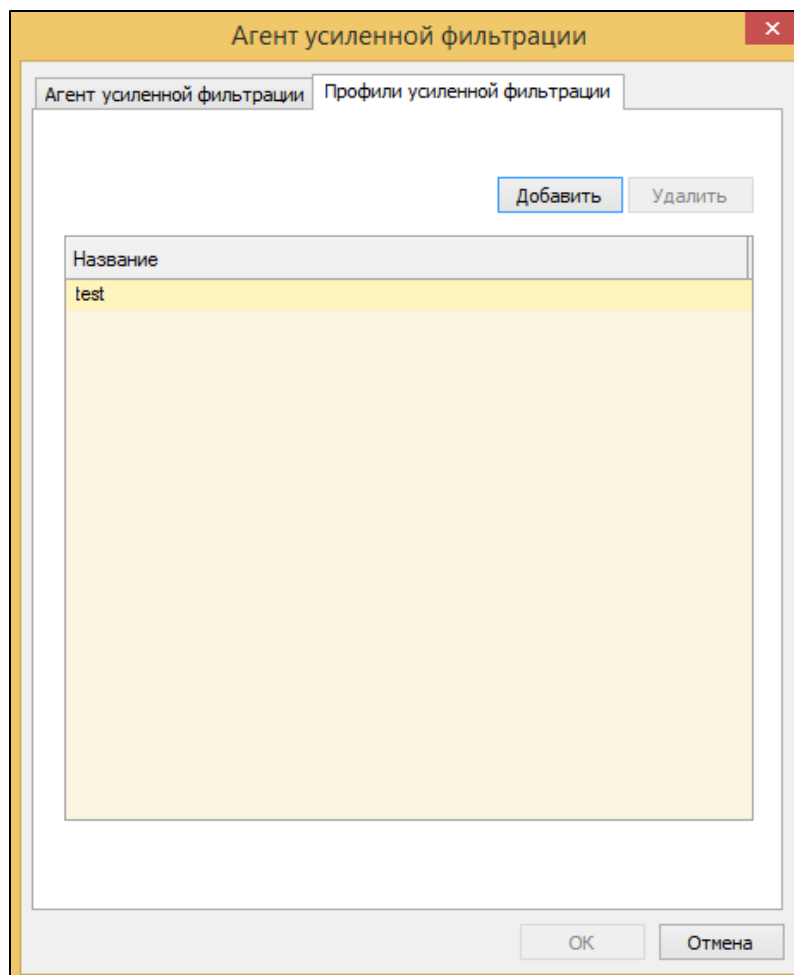 Агент усиленной фильтрации
Агент усиленной фильтрации Профили усиленной фильтрации
Добавить Удалить
Название
test
OK Отмена